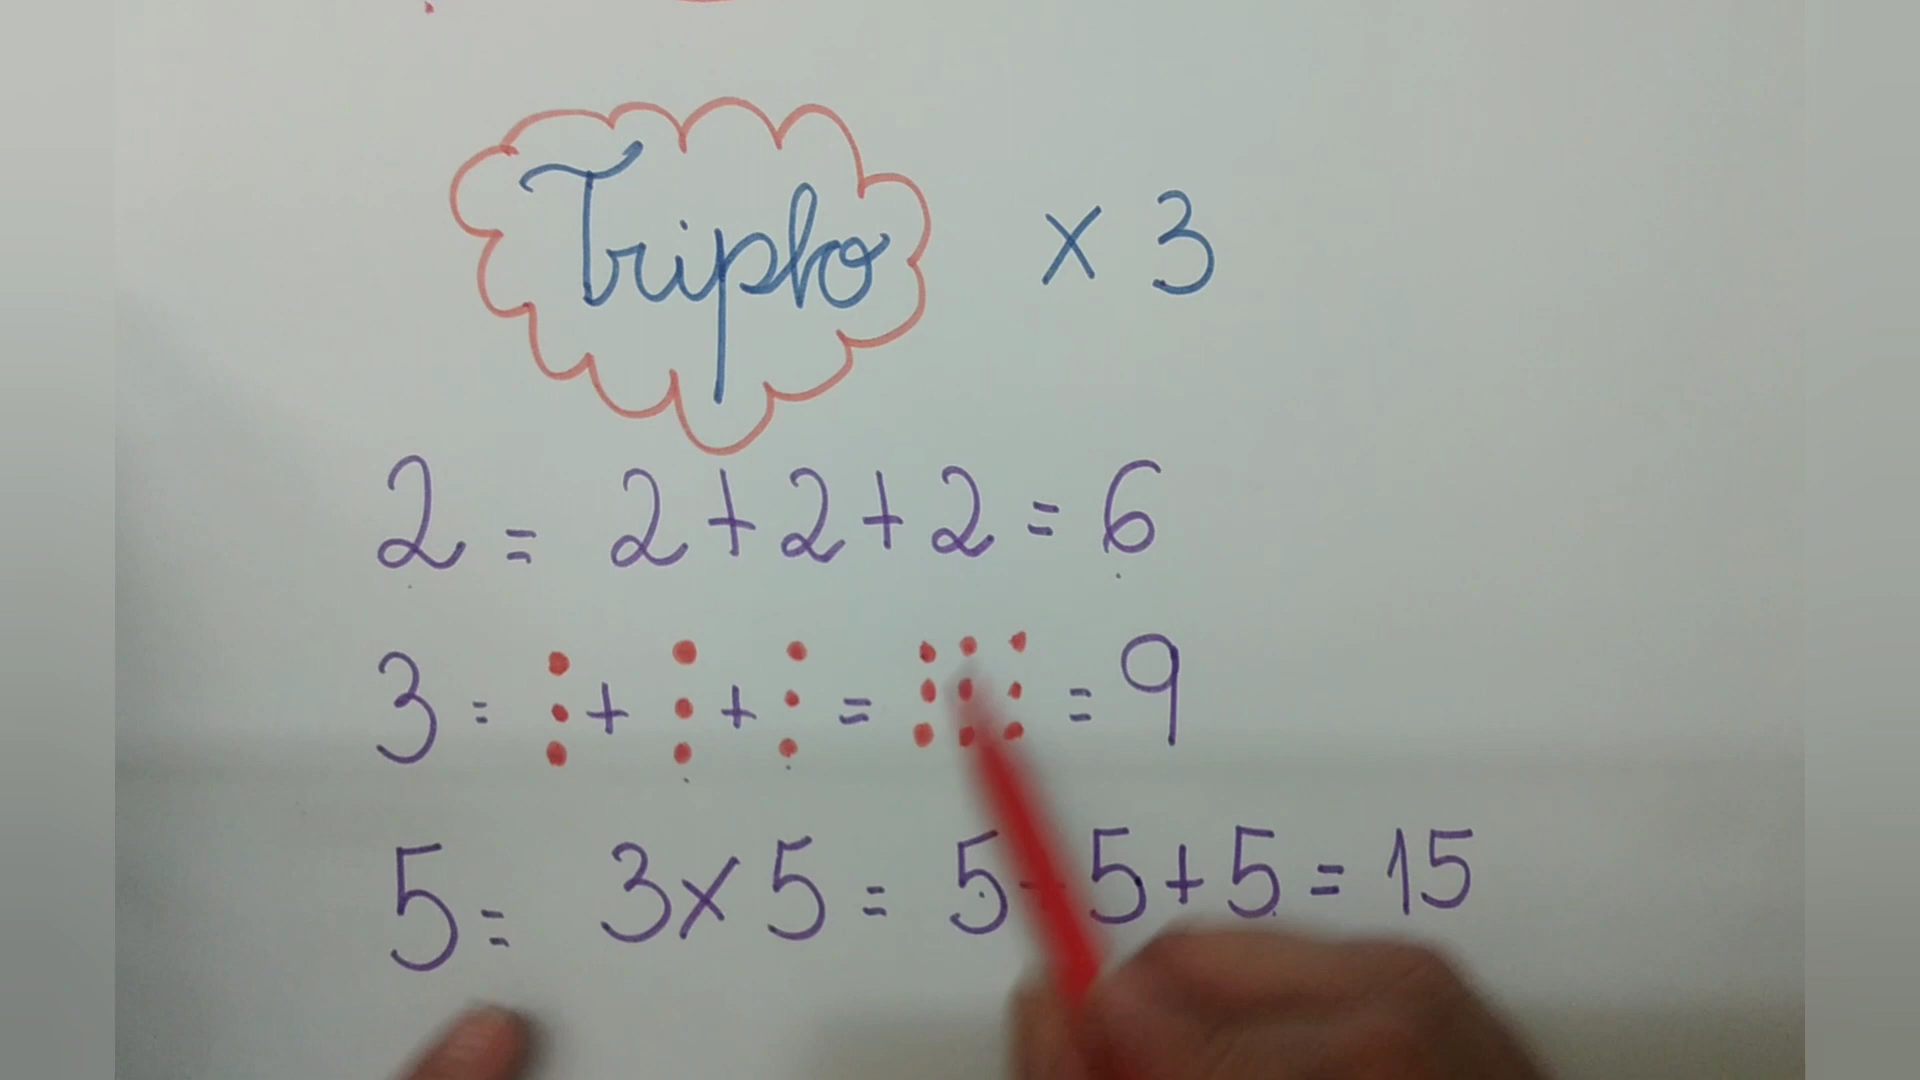 Triplo x 3
2 = 2+2+2 = 6
3 = + + = = 9
5 = 3x5 = 5+5+5 = 15